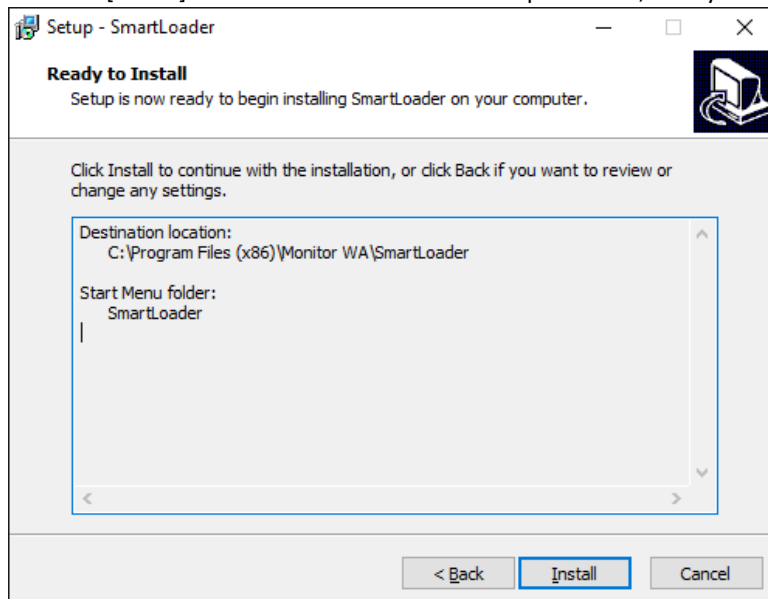 Setup - SmartLoader
Ready to Install
Setup is now ready to begin installing SmartLoader on your computer.
Click Install to continue with the installation, or click Back if you want to review or
change any settings.
Destination location:
C:\Program Files (x86)\Monitor WA\SmartLoader
Start Menu folder:
SmartLoader
< Back
Install
Cancel